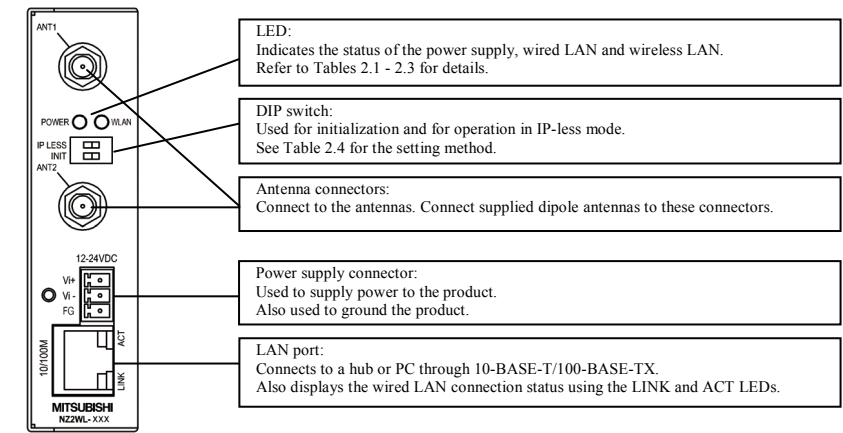 ANT1
POWER
WLAN
IP LESS
INIT
ANT2
12-24VDC
Vi+
Vi -
FG
10/100M
ACT
LINK
MITSUBISHI
NZ2WL- XXX
LED:
Indicates the status of the power supply, wired LAN and wireless LAN.
Refer to Tables 2.1 - 2.3 for details.
DIP switch:
Used for initialization and for operation in IP-less mode.
See Table 2.4 for the setting method.
Antenna connectors:
Connect to the antennas. Connect supplied dipole antennas to these connectors.
Power supply connector:
Used to supply power to the product.
Also used to ground the product.
LAN port:
Connects to a hub or PC through 10-BASE-T/100-BASE-TX.
Also displays the wired LAN connection status using the LINK and ACT LEDs.